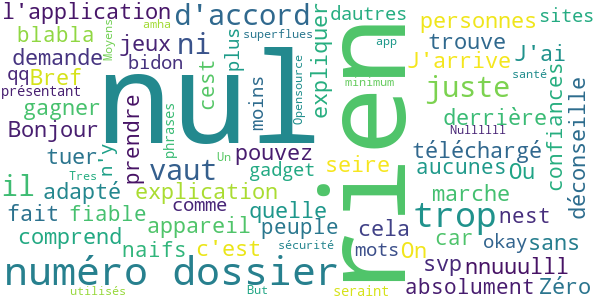 l'application d'accord expliquer dautres sites
amha superflues personnes
blabla Moyens jeux ni plus trouve app J'ai
demande cest J'arrive santé
qq Bref bidon moins Opensource minimum
présentant nul rien juste confiances déconseille
gagner prendre phrases derrière
Bonjour n'y Nullllll
tuer Un pouvez téléchargé
Tres vaut gadget seire aucunes Ou
il adapté explication marche
fait fiable comme quelle trop nest
appareil peuple cela
comprend naifs c'est sécurité mots On car okay sans
numéro dossier svp nnuuulll
utilisés But seraint absolument Zéro